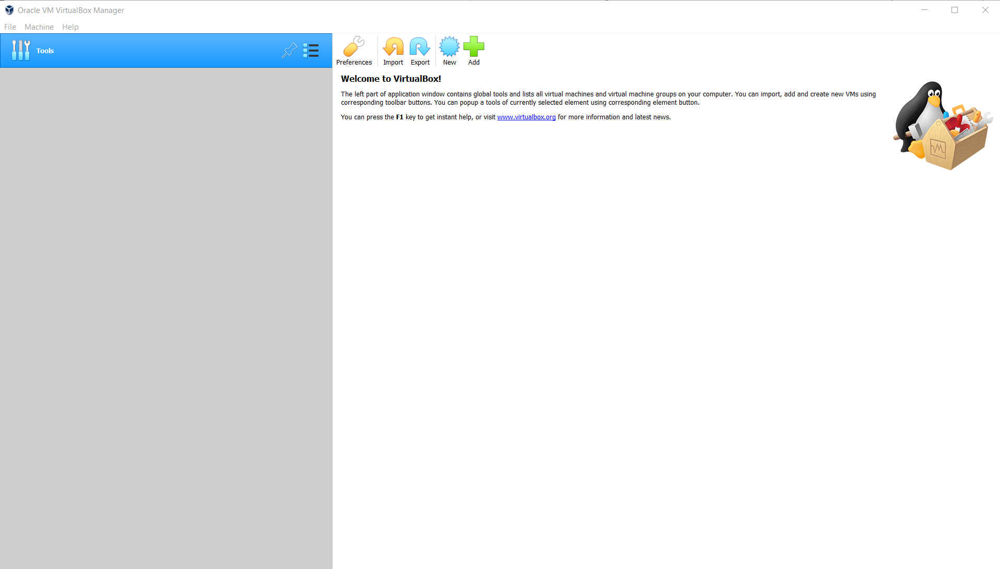 Oracle VM VirtualBox Manager
File Machine Help
Tools
Preferences Import Export New Add
Welcome to VirtualBox!
The left part of application window contains global tools and lists all virtual machines and virtual machine groups on your computer. You can import, add and create new VMs using
corresponding toolbar buttons. You can popup a tools of currently selected element using corresponding element button.
You can press the F1 key to get instant help, or visit www.virtualbox.org for more information and latest news.